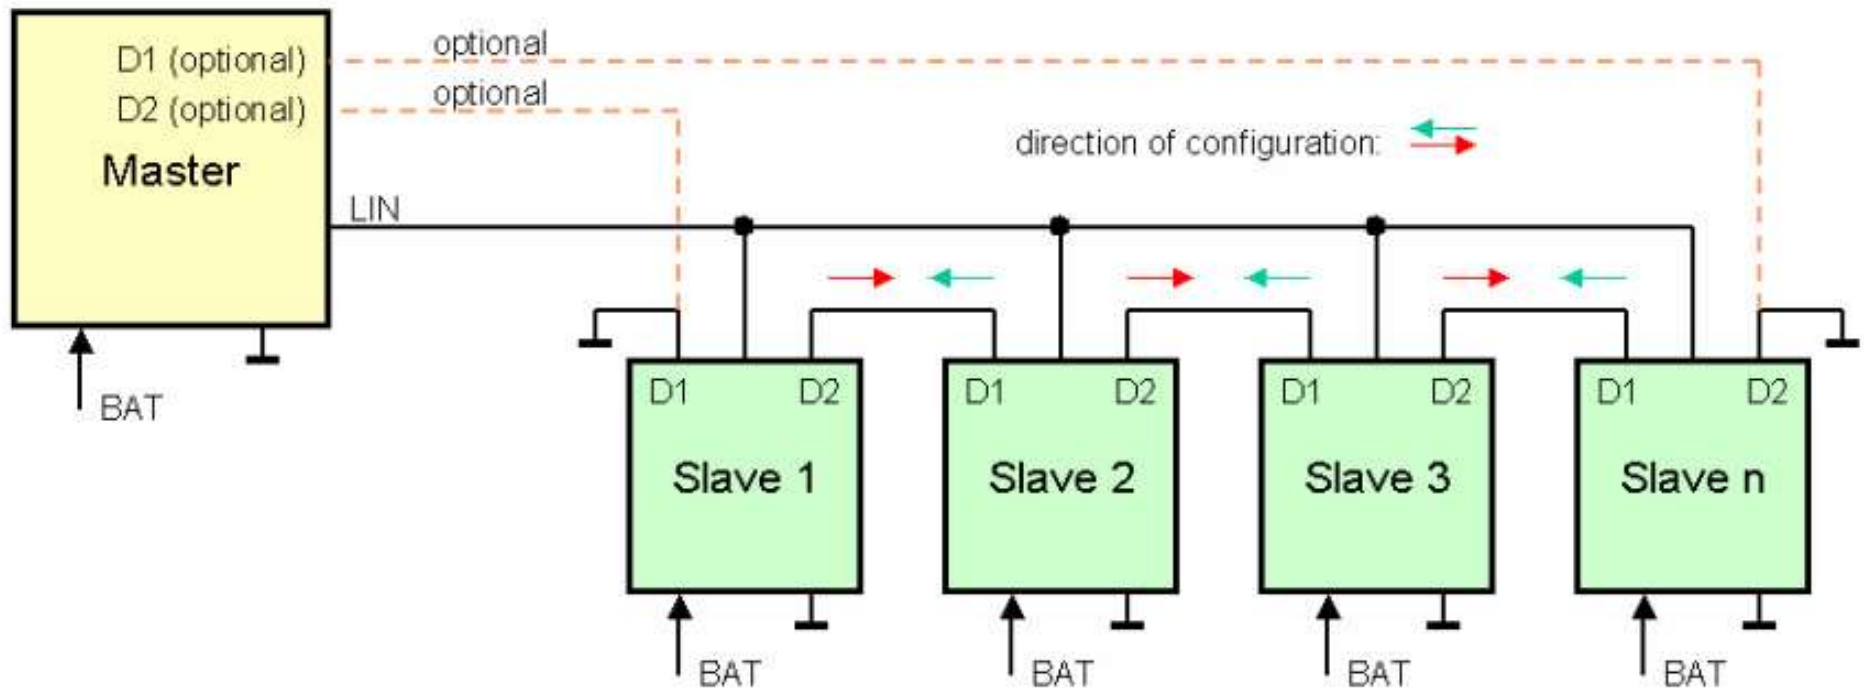 D1 (optional)
optional
D2 (optional)
optional
Master
direction of configuration:
LIN
BAT
D1
D2
D1
D2
D1
D2
D1
D2
Slave 1
Slave 2
Slave 3
Slave n
BAT
BAT
BAT
BAT